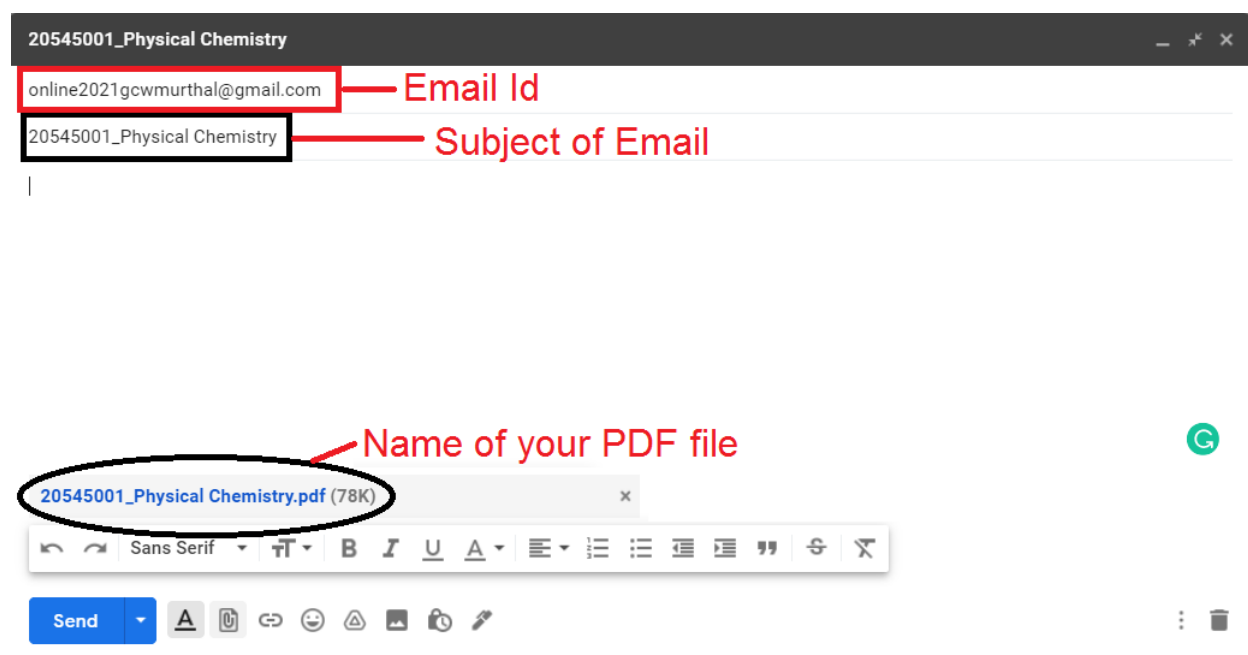 20545001_Physical Chemistry
online2021gcwmurthal@gmail.com Email Id
20545001_Physical Chemistry Subject of Email
Name of your PDF file
20545001_Physical Chemistry.pdf (78K)
Sans Serif
Send